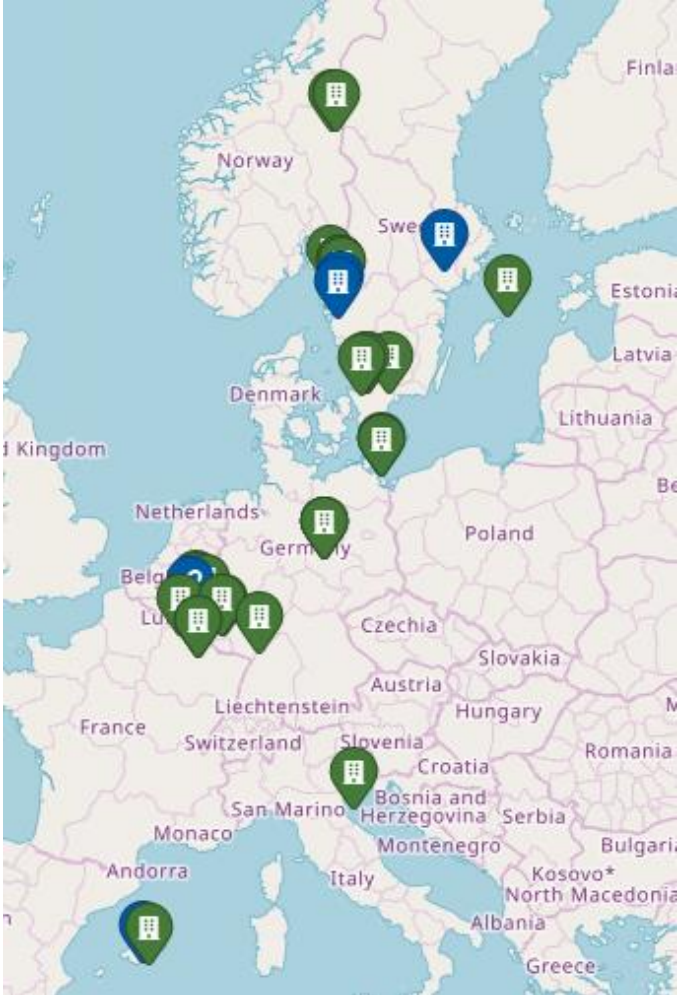 Finla
Norway
Swe
Estonia
Latvia
Denmark
Lithuania
d Kingdom
Be
Netherlands
Poland
Germany
Belg
Lu
Czechia
Slovakia
Austria
Liechtenstein
Hungary
M
France
Switzerland
Slovenia
Romania
Croatia
Bosnia and
Herzegovina
San Marino
Serbia
Monaco
Montenegro
Bulgaria
Andorra
Italy
Kosovo*
North Macedonia
n
Albania
Greece